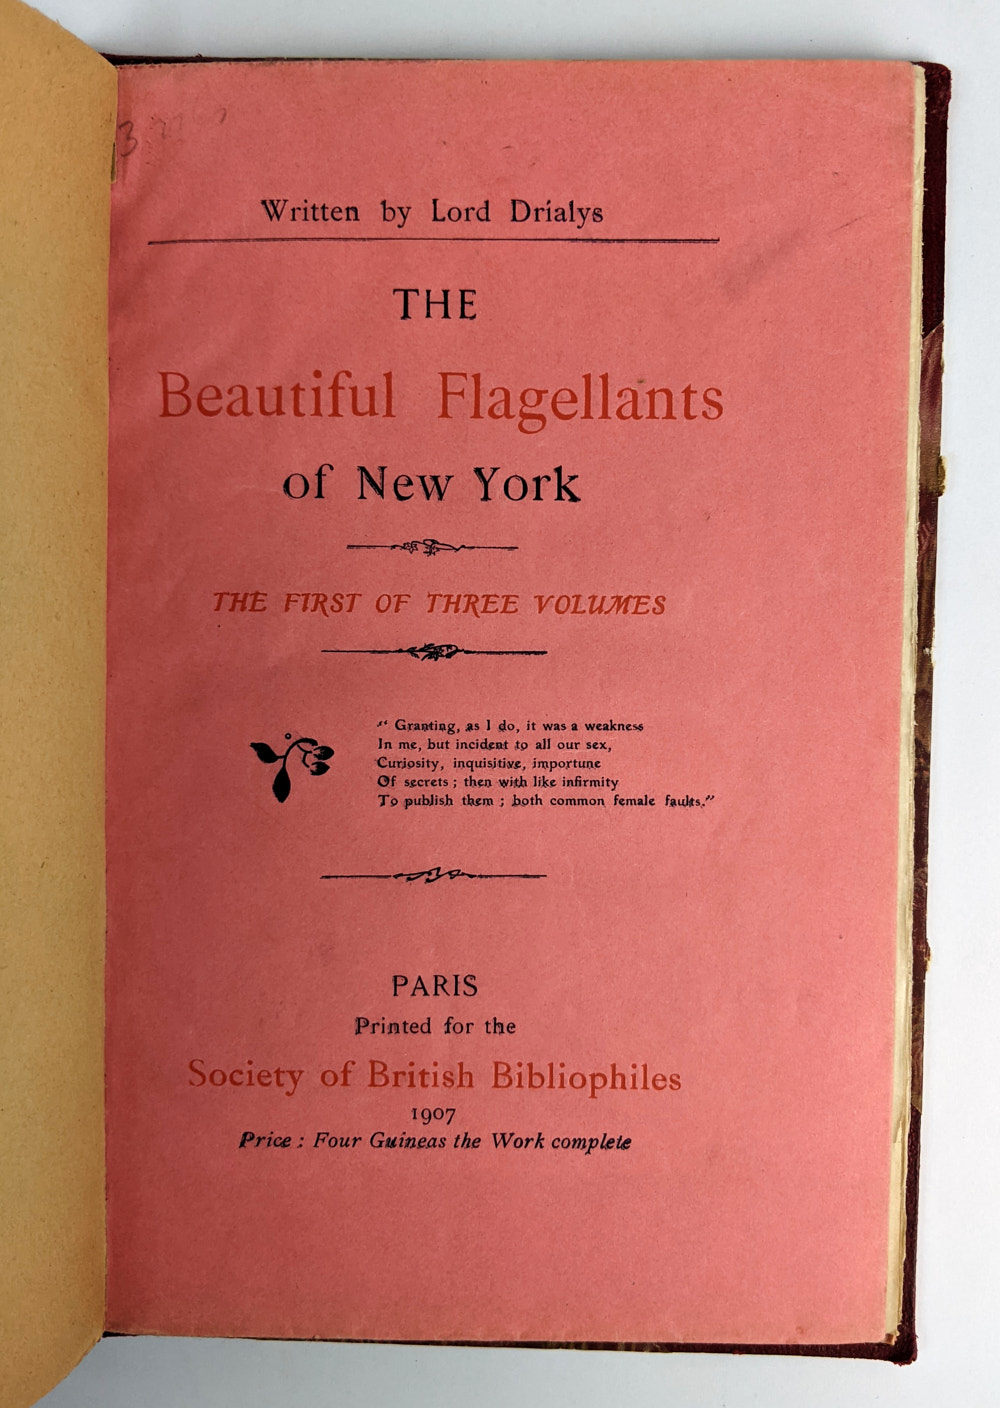 Written by Lord Drialys
THE
Beautiful Flagellants
of New York
THE FIRST OF THREE VOLUMES
“ Granting, as I do, it was a weakness
In me, but incident to all our sex,
Curiosity, inquisitive, importune
Of secrets ; then with like infirmity
To publish them ; both common female faults.”
PARIS
Printed for the
Society of British Bibliophiles
1907
Price : Four Guineas the Work complete